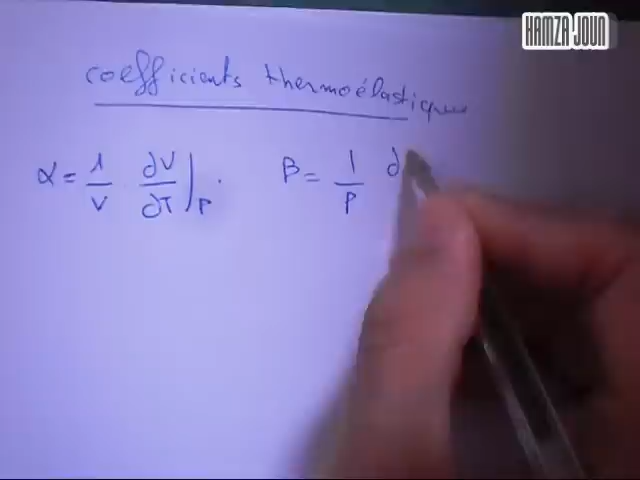 HAMZA JOUN
coefficients thermoélastiques
α = 1/V ∂V/∂T|P . β = 1/P ∂